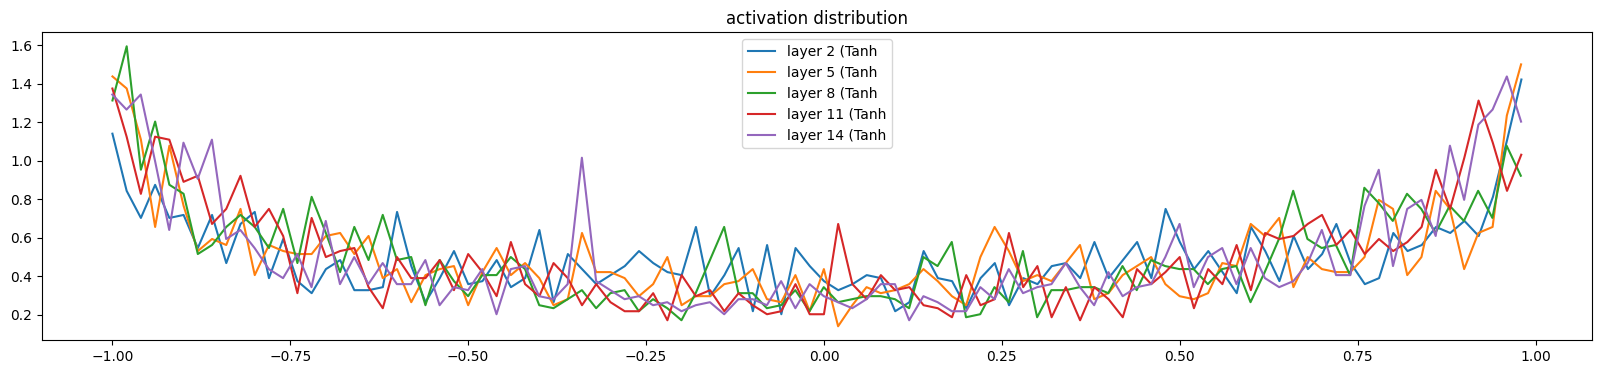 activation distribution
1.6
1.4
1.2
1.0
0.8
0.6
0.4
0.2
layer 2 (Tanh
layer 5 (Tanh
layer 8 (Tanh
layer 11 (Tanh
layer 14 (Tanh
−1.00 −0.75 −0.50 −0.25 0.00 0.25 0.50 0.75 1.00